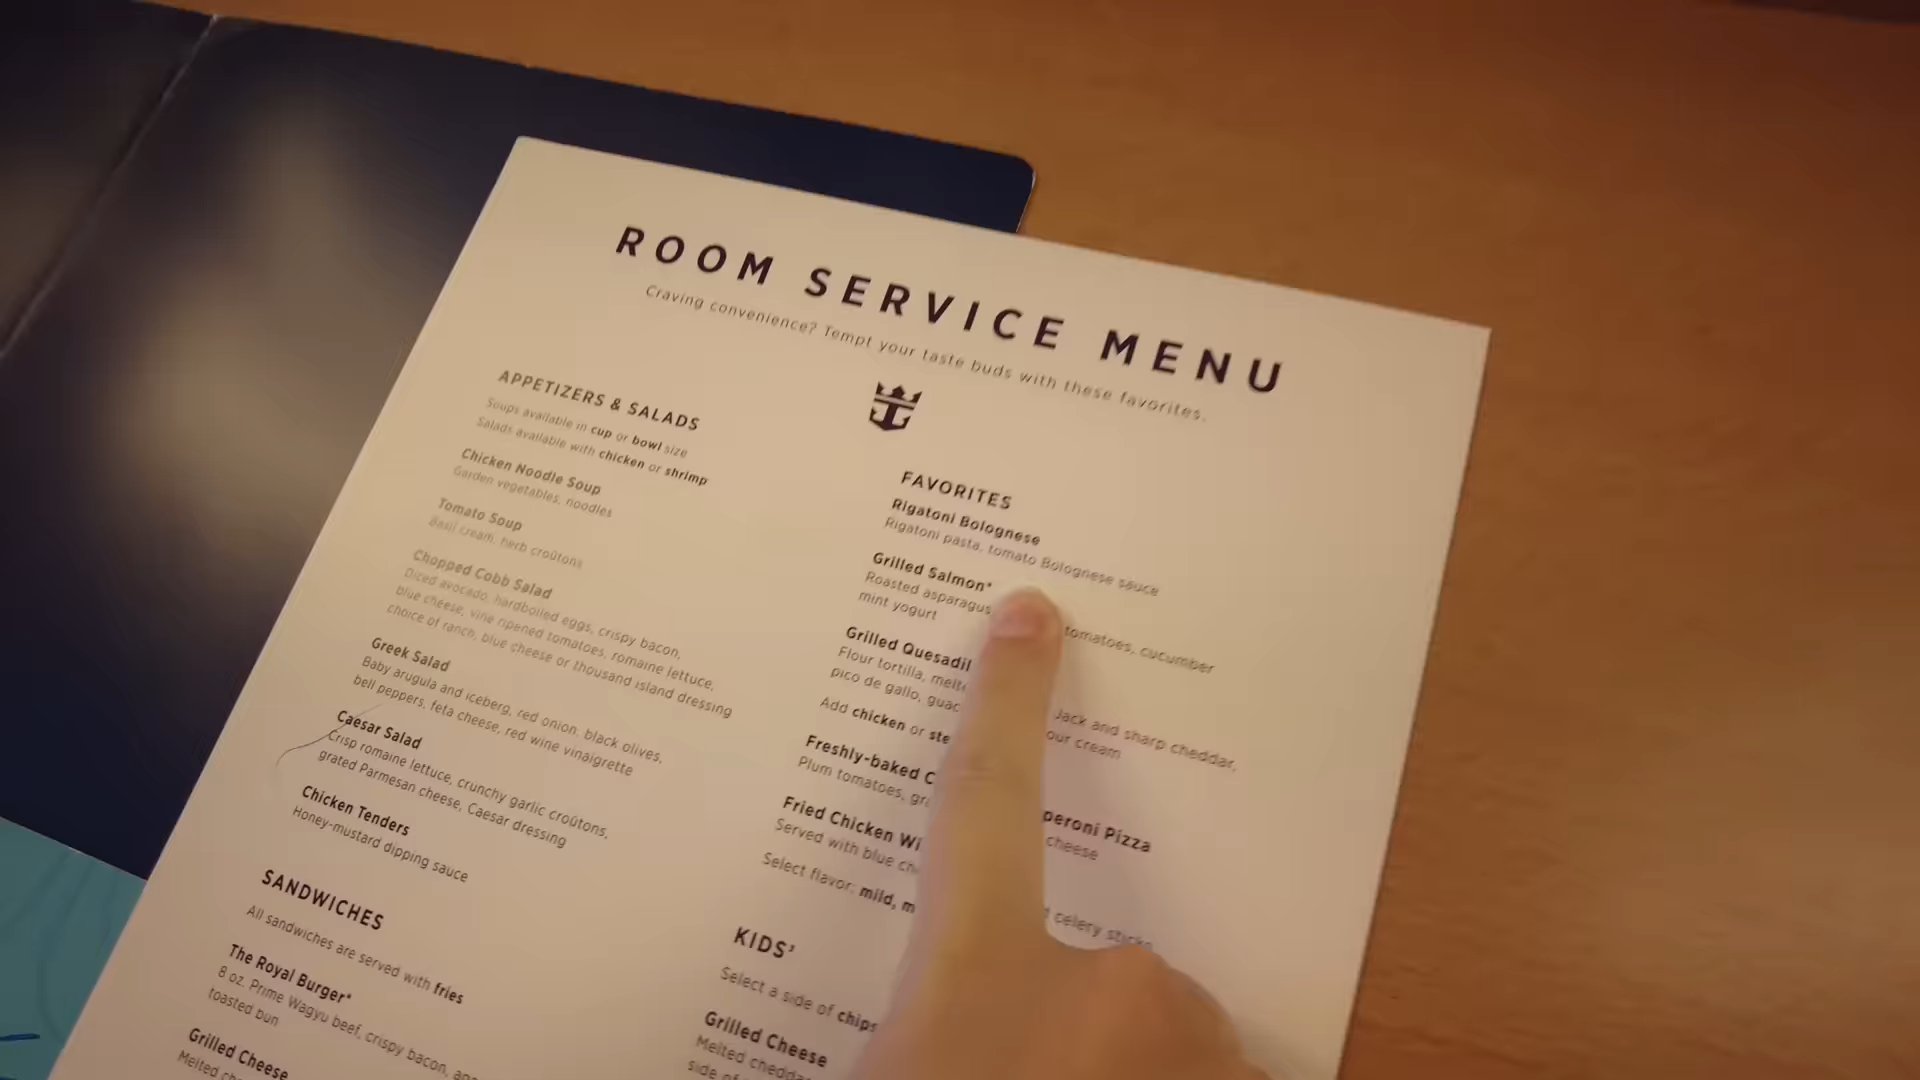 ROOM SERVICE MENU
Craving convenience? Tempt your taste buds with these favorites.
APPETIZERS & SALADS
Soups available in cup or bowl size
Salads available with chicken or shrimp
Chicken Noodle Soup
Garden vegetables, noodles
Tomato Soup
Basil cream, herb croûtons
Chopped Cobb Salad
Diced avocado, hardboiled eggs, crispy bacon,
blue cheese, vine ripened tomatoes, romaine lettuce,
choice of ranch, blue cheese or thousand island dressing
Greek Salad
Baby arugula and iceberg, red onion, black olives,
bell peppers, feta cheese, red wine vinaigrette
Caesar Salad
Crisp romaine lettuce, crunchy garlic croûtons,
grated Parmesan cheese, Caesar dressing
Chicken Tenders
Honey-mustard dipping sauce
SANDWICHES
All sandwiches are served with fries
The Royal Burger*
8 oz. Prime Wagyu beef, crispy bacon,
toasted bun
Grilled Cheese
Melted
FAVORITES
Rigatoni Bolognese
Rigatoni pasta, tomato Bolognese sauce
Grilled Salmon*
Roasted asparagus tomatoes, cucumber
mint yogurt
Grilled Quesadil
Flour tortilla, Jack and sharp cheddar,
pico de gallo, our cream
Add chicken or
Freshly-baked peroni Pizza
Plum tomatoes, cheese
Fried Chicken Wi
Served with blue celery sticks
Select flavor: mild,
KIDS'
Select a side of chips
Grilled Cheese
Melted
side of